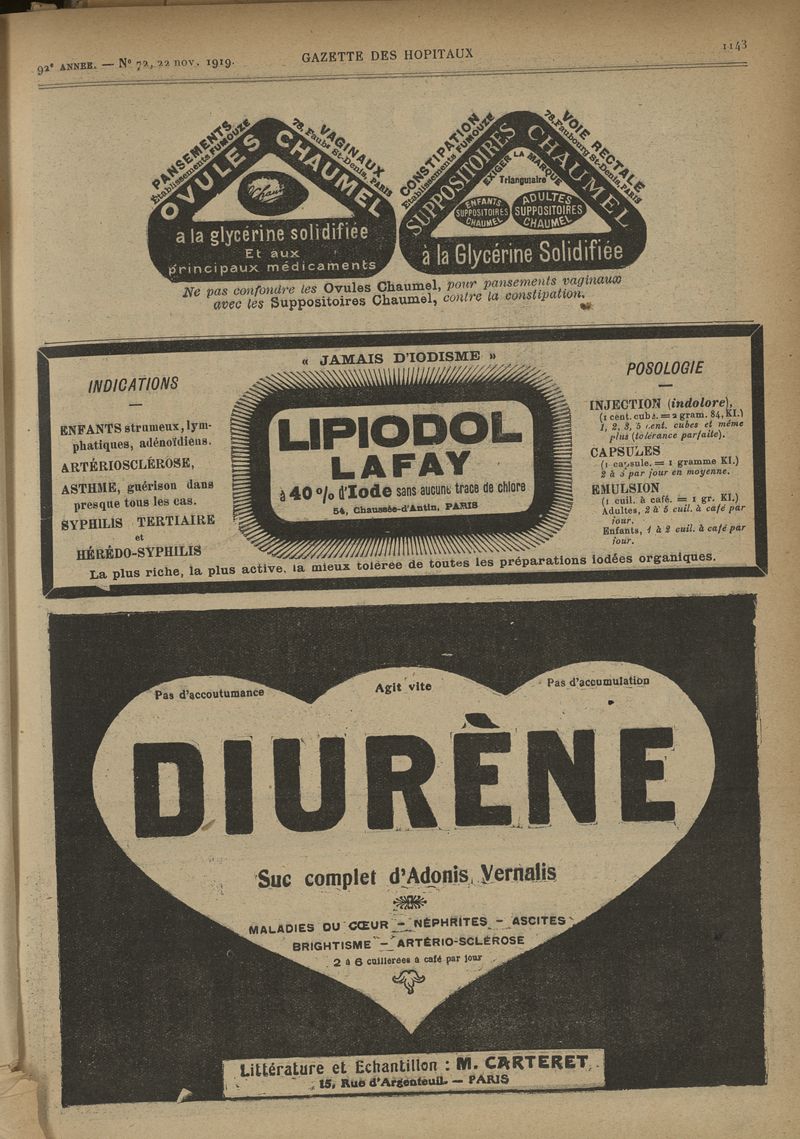 92e ANNEE. — No 72, 22 nov. 1919.
GAZETTE DES HOPITAUX
1143
PANSEMENTS VAGINAUX
Établissements FUMOUZE 78, Faubg St-Denis, PARIS
OVULES CHAUMEL
à la glycérine solidifiée
Et aux
principaux médicaments
CONSTIPATION VOIE RECTALE
Établissements FUMOUZE 78, Faubourg St-Denis, PARIS
SUPPOSITOIRES CHAUMEL
EXIGER LA MARQUE
Triangulaire
ENFANTS
SUPPOSITOIRES
CHAUMEL
ADULTES
SUPPOSITOIRES
CHAUMEL
à la Glycérine Solidifiée
Ne pas confondre les Ovules Chaumel, pour pansements vaginaux
avec les Suppositoires Chaumel, contre la constipation.
« JAMAIS D'IODISME »
INDICATIONS
—
ENFANTS strumeux, lym-
phatiques, adénoïdiens.
ARTÉRIOSCLÉROSE,
ASTHME, guérison dans
presque tous les cas.
SYPHILIS TERTIAIRE
et
HÉRÉDO-SYPHILIS
LIPIODOL
LAFAY
à 40 % d'Iode sans aucune trace de chlore
54, Chaussée-d'Antin, PARIS
POSOLOGIE
—
INJECTION (indolore),
(1 cent. cube. = 2 gram. 84, KI.)
1, 2, 3, 5 cent. cubes et même
plus (tolérance parfaite).
CAPSULES
(1 capsule. = 1 gramme KI.)
2 à 3 par jour en moyenne.
EMULSION
(1 cuil. à café. = 1 gr. KI.)
Adultes, 2 à 5 cuil. à café par
jour.
Enfants, 1 à 2 cuil. à café par
jour.
La plus riche, la plus active, la mieux tolérée de toutes les préparations iodées organiques.
Pas d'accoutumance
Agit vite
Pas d'accumulation
DIURÈNE
Suc complet d'Adonis Vernalis
MALADIES DU CŒUR – NÉPHRITES – ASCITES
BRIGHTISME – ARTÉRIO-SCLÉROSE
2 à 6 cuillerées à café par jour
Littérature et Echantillon : M. CARTERET
15, Rue d'Argenteuil. — PARIS